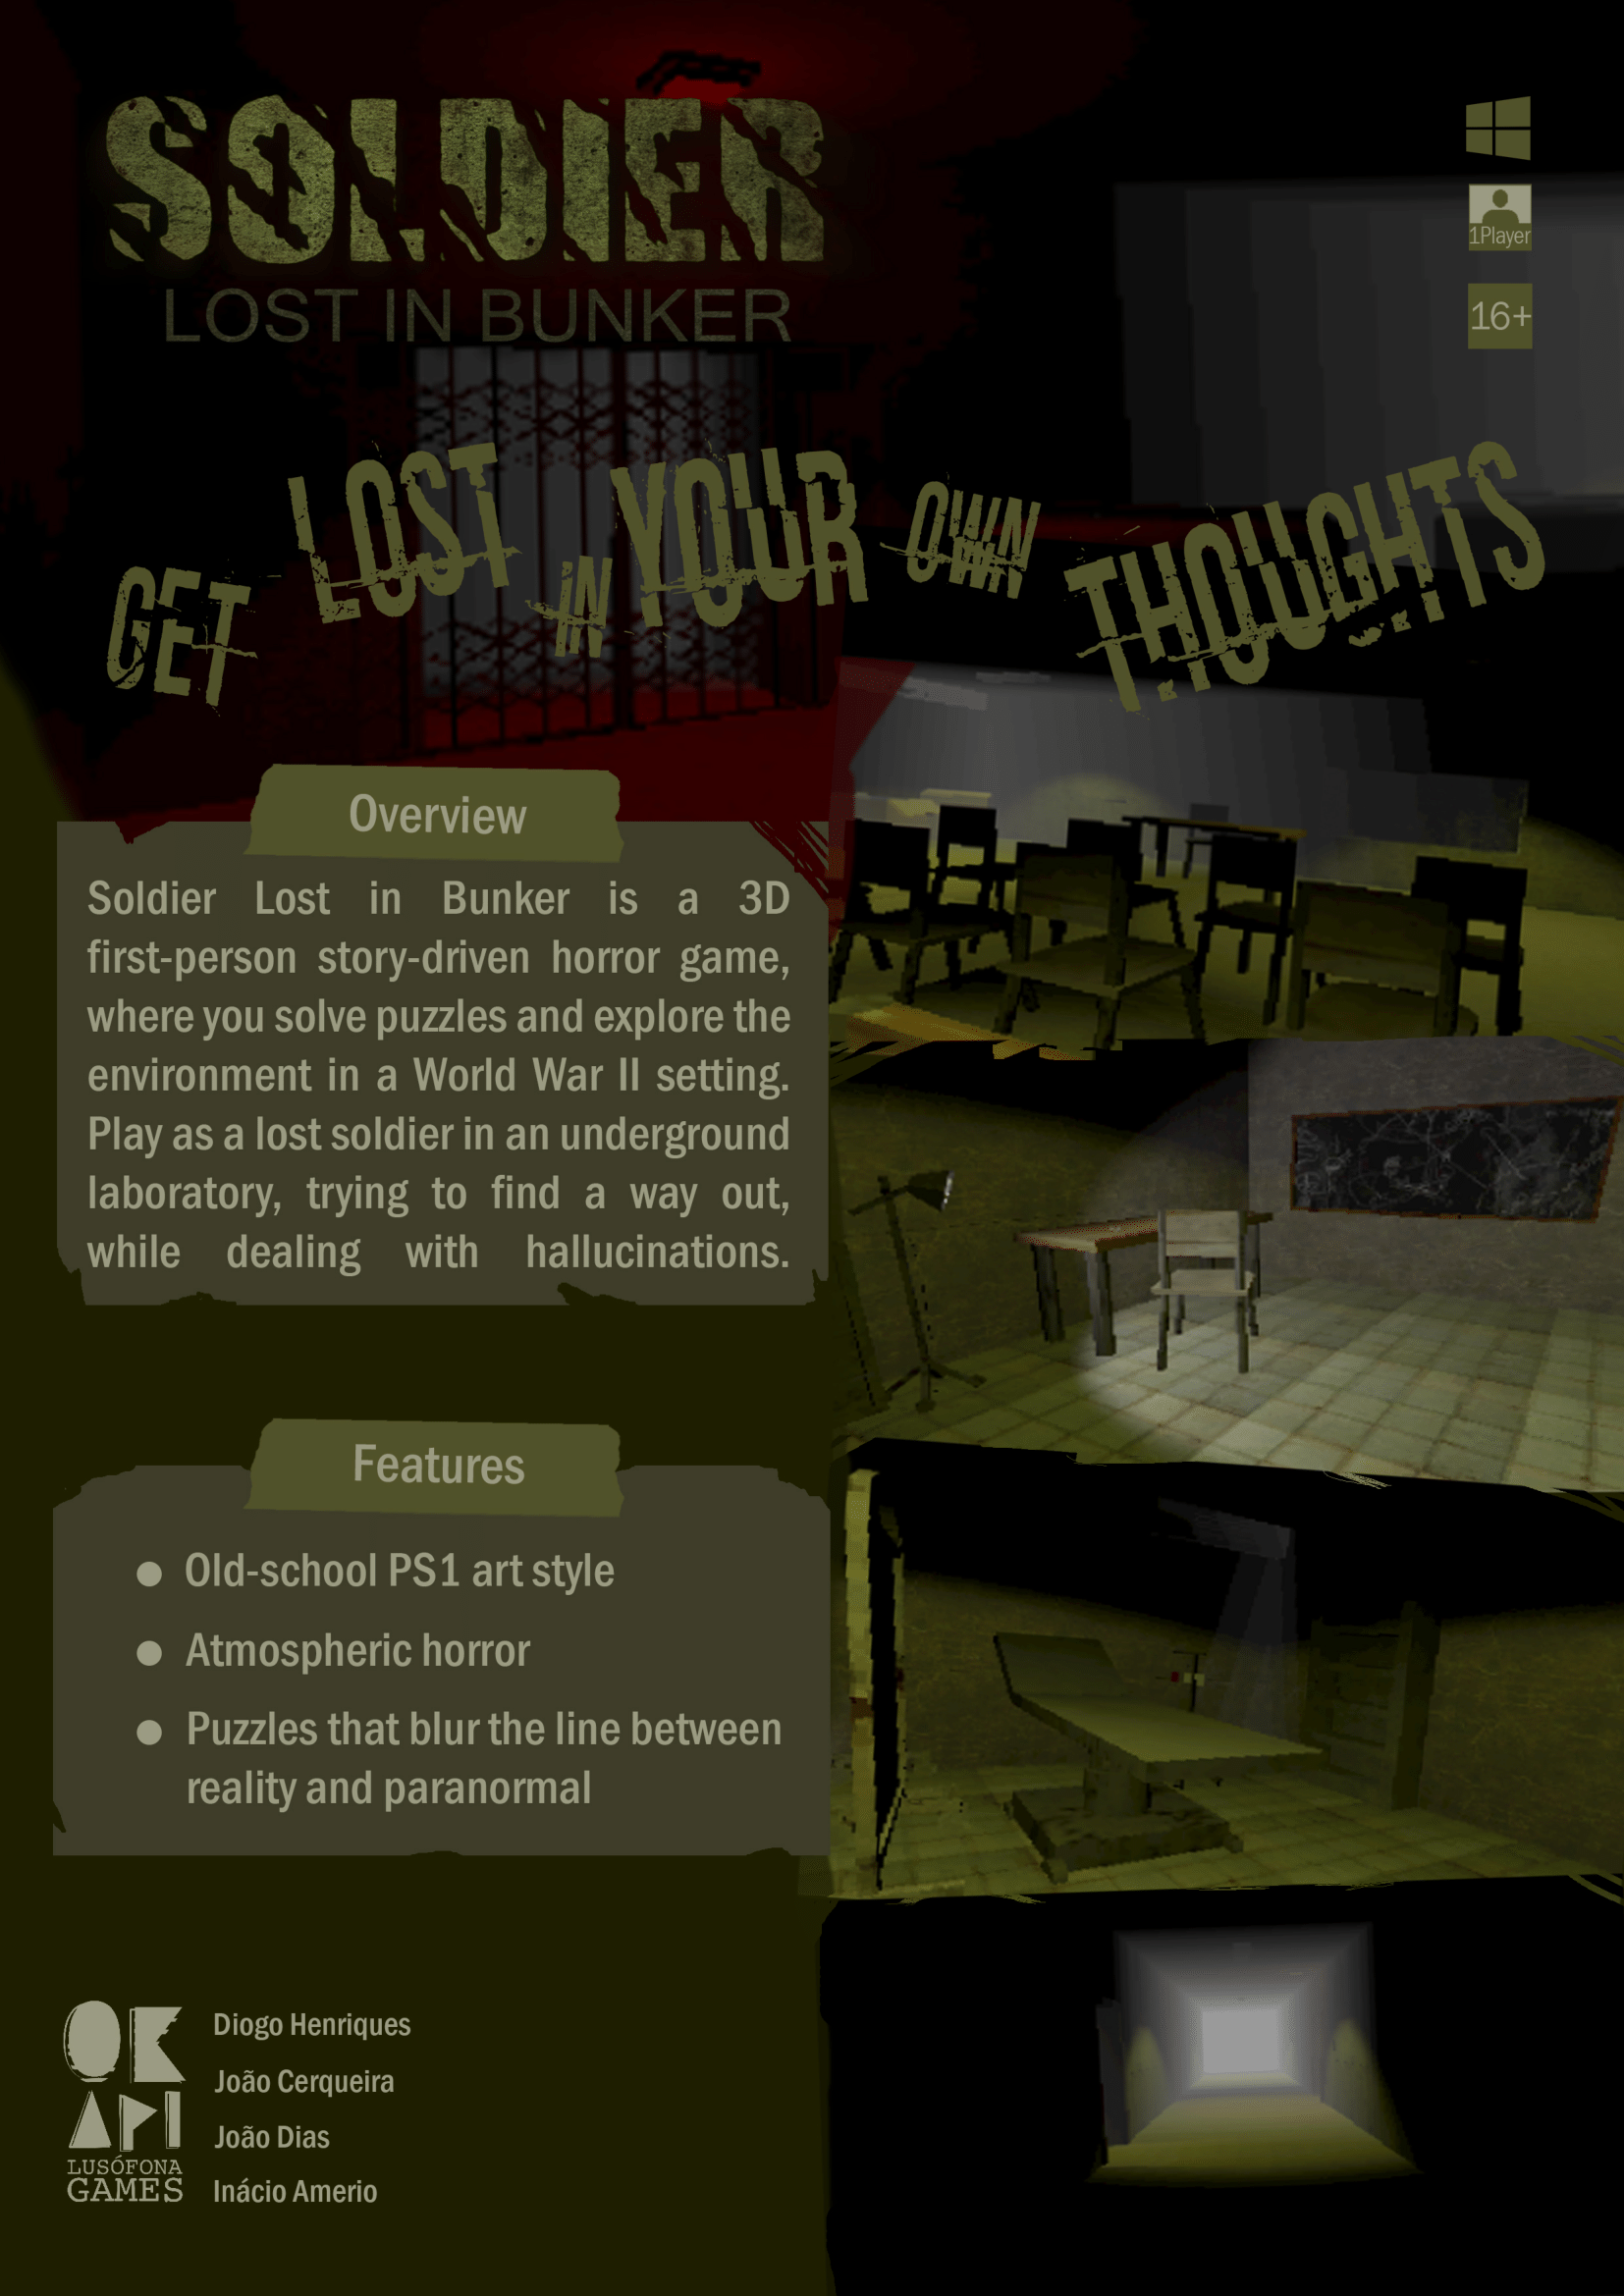 SOLDIER
LOST IN BUNKER
1Player
16+
GET LOST IN YOUR OWN THOUGHTS
Overview
Soldier Lost in Bunker is a 3D
first-person story-driven horror game,
where you solve puzzles and explore the
environment in a World War II setting.
Play as a lost soldier in an underground
laboratory, trying to find a way out,
while dealing with hallucinations.
Features
● Old-school PS1 art style
● Atmospheric horror
● Puzzles that blur the line between
reality and paranormal
OK
API
LUSÓFONA
GAMES
Diogo Henriques
João Cerqueira
João Dias
Inácio Amerio